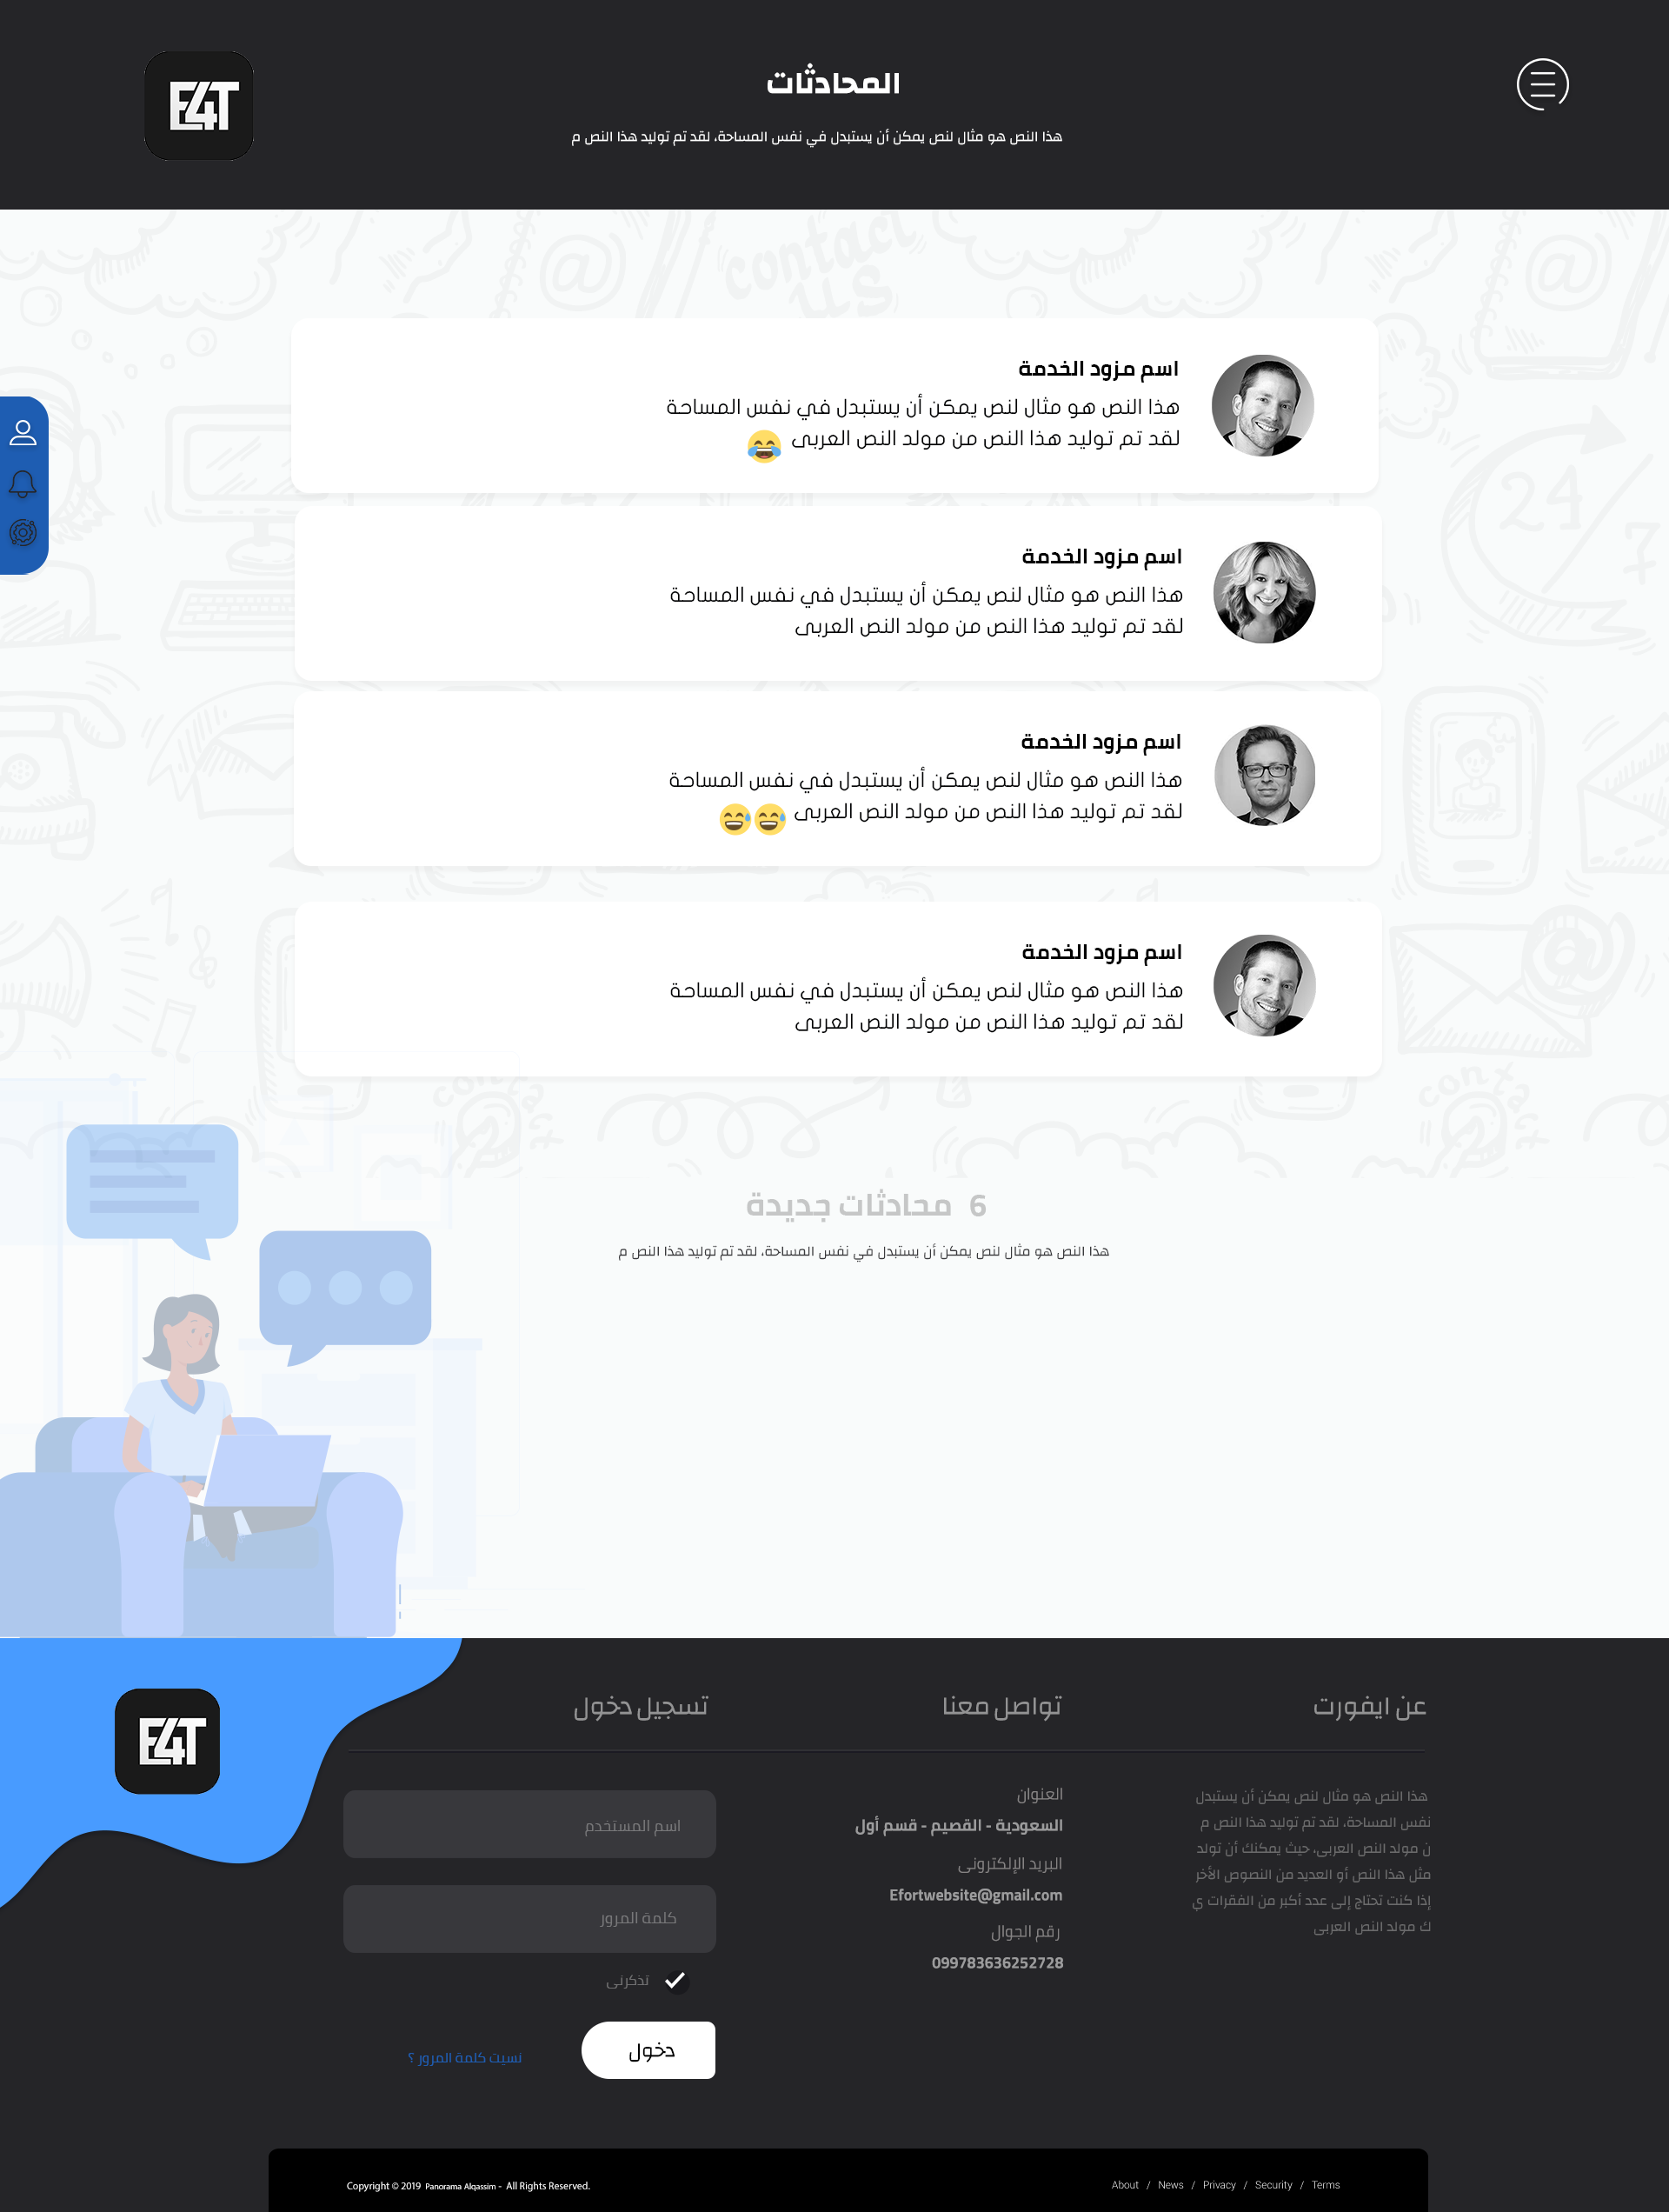 E4T
المحادثات
هذا النص هو مثال لنص يمكن أن يستبدل في نفس المساحة، لقد تم توليد هذا النص م
contact
us
اسم مزود الخدمة
هذا النص هو مثال لنص يمكن أن يستبدل في نفس المساحة
لقد تم توليد هذا النص من مولد النص العربى 😂
24
7
اسم مزود الخدمة
هذا النص هو مثال لنص يمكن أن يستبدل في نفس المساحة
لقد تم توليد هذا النص من مولد النص العربى
اسم مزود الخدمة
هذا النص هو مثال لنص يمكن أن يستبدل في نفس المساحة
لقد تم توليد هذا النص من مولد النص العربى 😅😅
اسم مزود الخدمة
هذا النص هو مثال لنص يمكن أن يستبدل في نفس المساحة
لقد تم توليد هذا النص من مولد النص العربى
6 محادثات جديدة
هذا النص هو مثال لنص يمكن أن يستبدل في نفس المساحة، لقد تم توليد هذا النص م
عن ايفورت
هذا النص هو مثال لنص يمكن أن يستبدل
نفس المساحة، لقد تم توليد هذا النص م
ن مولد النص العربى، حيث يمكنك أن تولد
مثل هذا النص أو العديد من النصوص الأخر
إذا كنت تحتاج إلى عدد أكبر من الفقرات ي
ك مولد النص العربى
تواصل معنا
العنوان
السعودية - القصيم - قسم أول
البريد الإلكترونى
Efortwebsite@gmail.com
رقم الجوال
099783636252728
تسجيل دخول
اسم المستخدم
كلمة المرور
تذكرنى
دخول
نسيت كلمة المرور ؟
E4T
Copyright © 2019 Panorama Alqassim - All Rights Reserved.
About / News / Privacy / Security / Terms